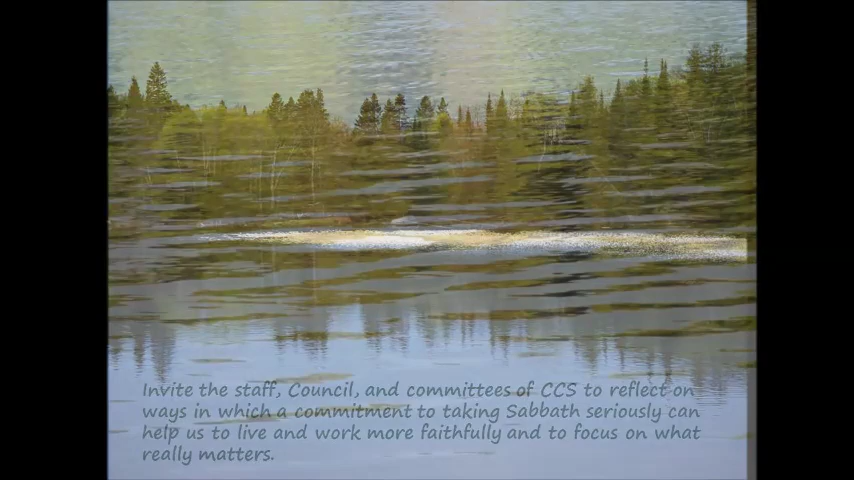 Invite the staff, Council, and committees of CCS to reflect on
ways in which a commitment to taking Sabbath seriously can
help us to live and work more faithfully and to focus on what
really matters.